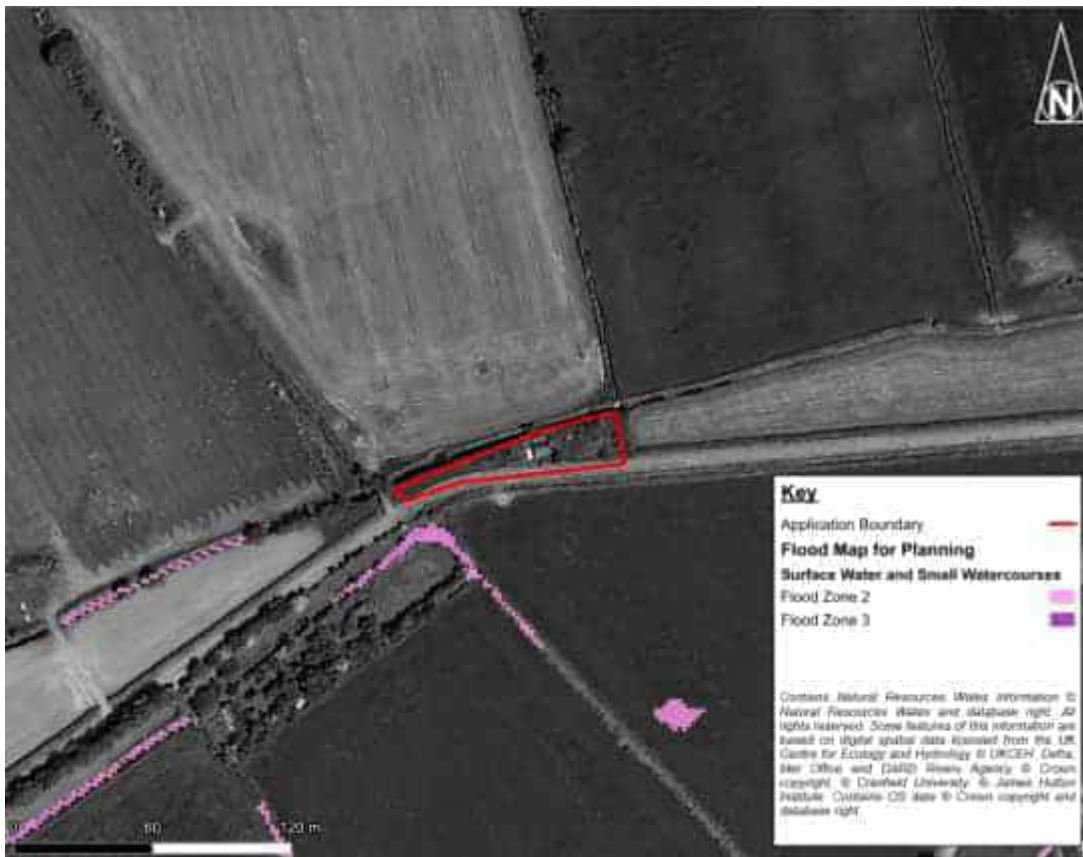 N
Key
Application Boundary
Flood Map for Planning
Surface Water and Small Watercourses
Flood Zone 2
Flood Zone 3
Contains Natural Resources Wales information ©
Natural Resources Wales and database right. All
rights reserved. Some features of this information are
based on digital spatial data licensed from the UK
Centre for Ecology and Hydrology © UKCEH. Defra,
Met Office and DARD Rivers Agency © Crown
copyright. © Cranfield University. © James Hutton
Institute. Contains OS data © Crown copyright and
database right
0 60 120 m